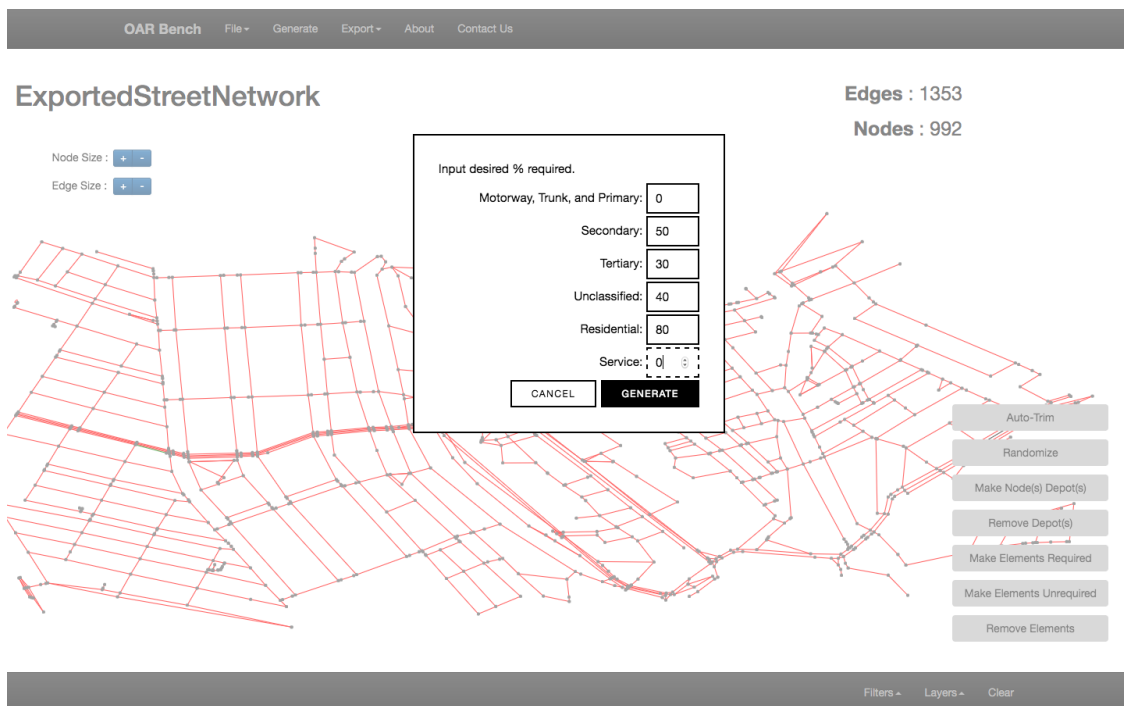 OAR Bench File Generate Export About Contact Us
ExportedStreetNetwork
Edges : 1353
Nodes : 992
Node Size : + -
Edge Size : + -
Input desired % required.
Motorway, Trunk, and Primary: 0
Secondary: 50
Tertiary: 30
Unclassified: 40
Residential: 80
Service: 0
CANCEL GENERATE
Auto-Trim
Randomize
Make Node(s) Depot(s)
Remove Depot(s)
Make Elements Required
Make Elements Unrequired
Remove Elements
Filters Layers Clear